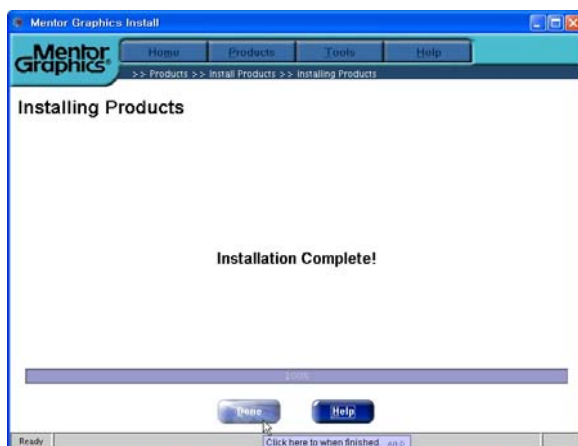 Mentor Graphics Install
Mentor
Graphics®
Home Products Tools Help
>> Products >> Install Products >> Installing Products
Installing Products
Installation Complete!
100%
Done Help
Ready
Click here to when finished.